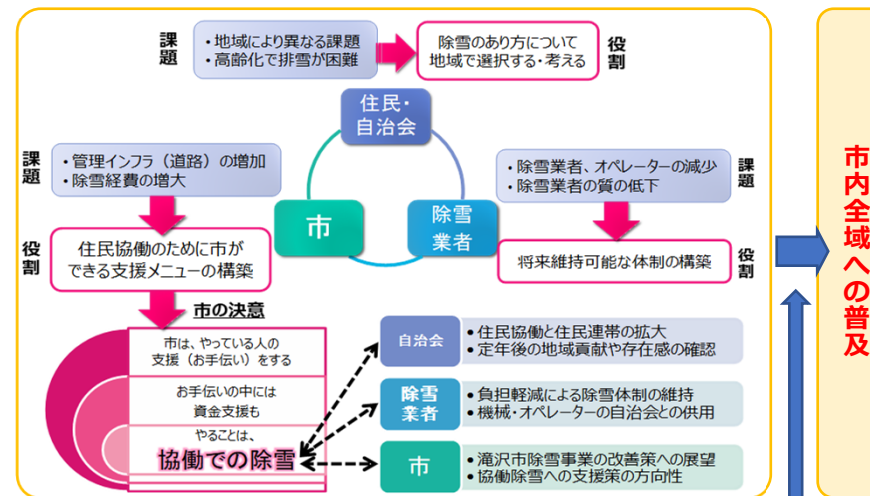 課題
・地域により異なる課題
・高齢化で排雪が困難
除雪のあり方について
地域で選択する・考える
役割
住民・
自治会
課題
・管理インフラ（道路）の増加
・除雪経費の増大
・除雪業者、オペレーターの減少
・除雪業者の質の低下
課題
市
除雪
業者
役割
住民協働のために市が
できる支援メニューの構築
将来維持可能な体制の構築
役割
市の決意
市は、やっている人の
支援（お手伝い）をする
お手伝いの中には
資金支援も
やることは、
協働での除雪
自治会
• 住民協働と住民連帯の拡大
• 定年後の地域貢献や存在感の確認
除雪
業者
• 負担軽減による除雪体制の維持
• 機械・オペレーターの自治会との供用
市
• 滝沢市除雪事業の改善策への展望
• 協働除雪への支援策の方向性
市内全域への普及